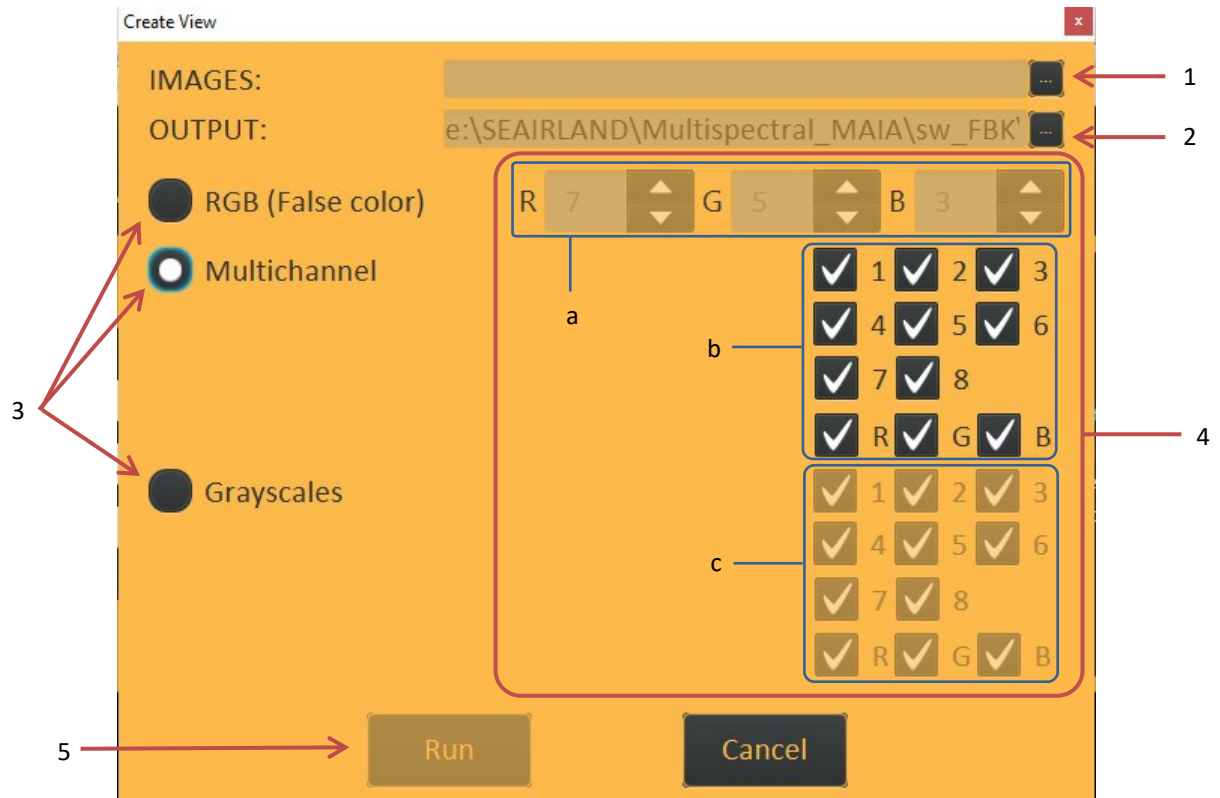 Create View
x
IMAGES:
...
1
OUTPUT:
e:\SEAIRLAND\Multispectral_MAIA\sw_FBK\
...
2
RGB (False color)
R 7 G 5 B 3
Multichannel
1 2 3
a
4 5 6
b
7 8
3
R G B
4
Grayscales
1 2 3
4 5 6
c
7 8
R G B
5
Run
Cancel